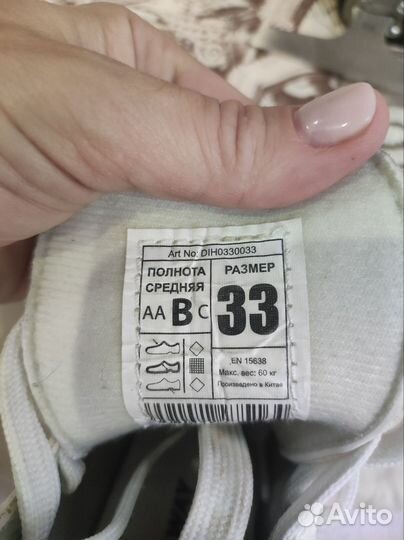 Art No: DIH0330033
ПОЛНОТА
СРЕДНЯЯ
AA B C
РАЗМЕР
33
EN 15638
Макс. вес: 60 кг
Произведено в Китае
Avito